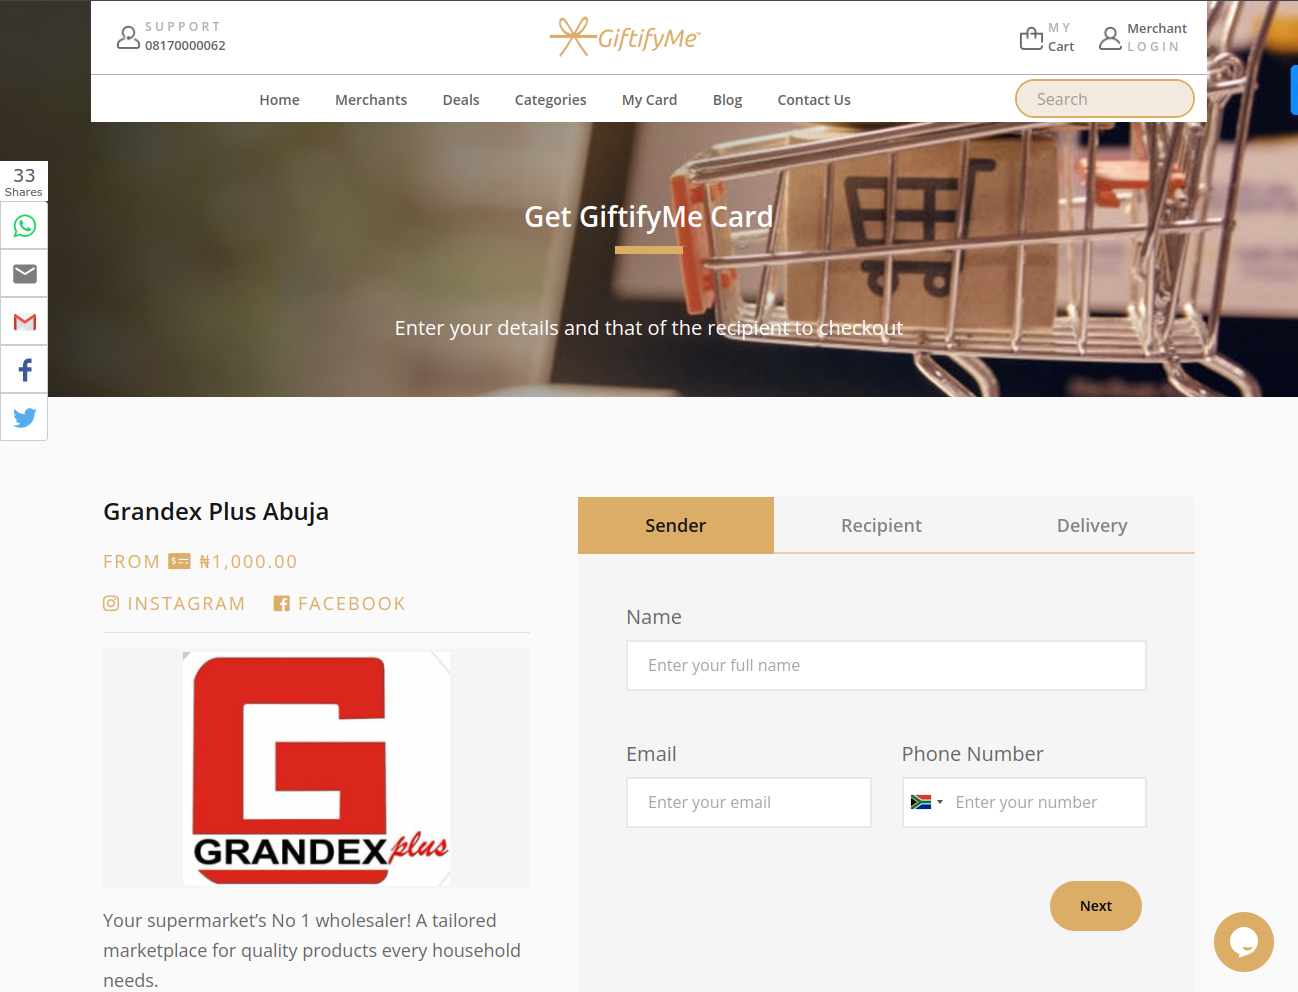 SUPPORT
08170000062
GiftifyMe
MY
Cart
Merchant
LOGIN
Home
Merchants
Deals
Categories
My Card
Blog
Contact Us
Search
33
Shares
Get GiftifyMe Card
Enter your details and that of the recipient to checkout
Grandex Plus Abuja
FROM ₦1,000.00
INSTAGRAM
FACEBOOK
GRANDEX plus
Your supermarket’s No 1 wholesaler! A tailored
marketplace for quality products every household
needs.
Sender
Recipient
Delivery
Name
Enter your full name
Email
Phone Number
Enter your email
Enter your number
Next